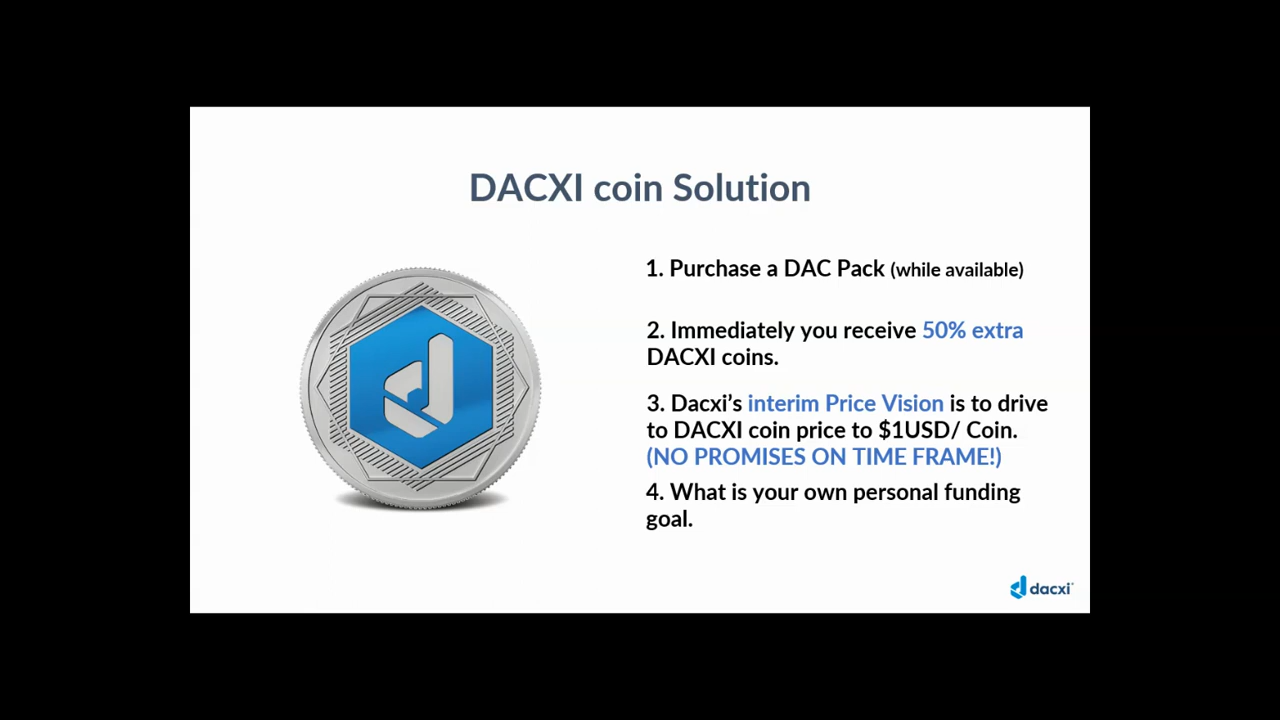 DACXI coin Solution
1. Purchase a DAC Pack (while available)
2. Immediately you receive 50% extra
DACXI coins.
3. Dacxi’s interim Price Vision is to drive
to DACXI coin price to $1USD/ Coin.
(NO PROMISES ON TIME FRAME!)
4. What is your own personal funding
goal.
dacxi